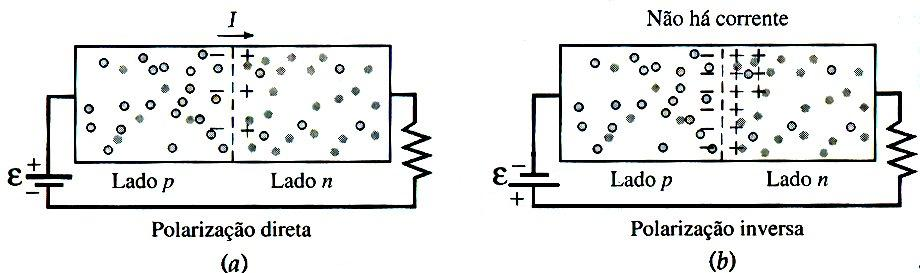 I
Não há corrente
− +
− +
− +
− + +
− + +
− +
− +
− +
− +
ε + −
ε − +
Lado p Lado n
Lado p Lado n
Polarização direta
Polarização inversa
(a)
(b)